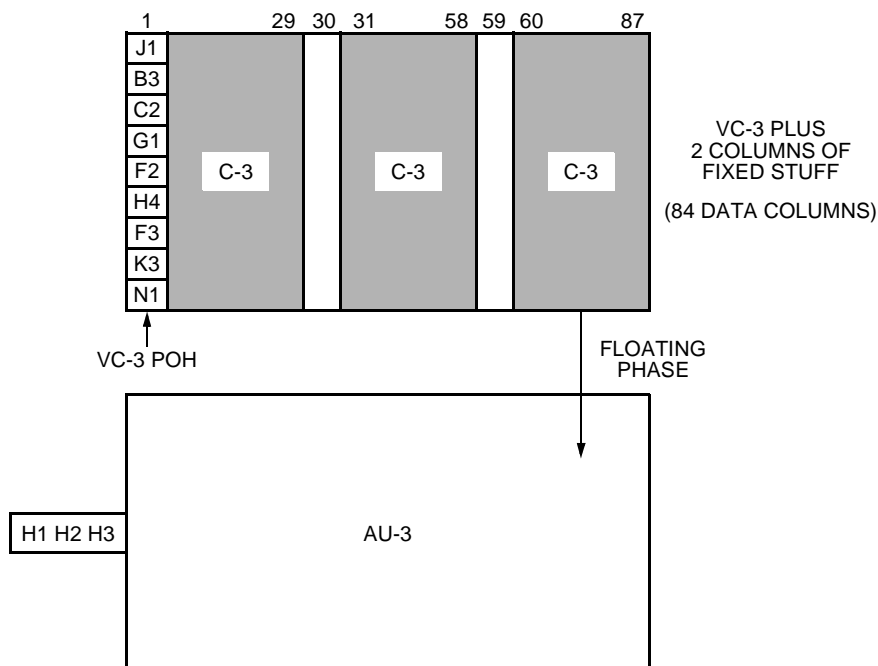 1 29 30 31 58 59 60 87
J1
B3
C2
G1
F2
H4
F3
K3
N1
C-3 C-3 C-3
VC-3 PLUS
2 COLUMNS OF
FIXED STUFF
(84 DATA COLUMNS)
VC-3 POH
FLOATING
PHASE
H1 H2 H3
AU-3